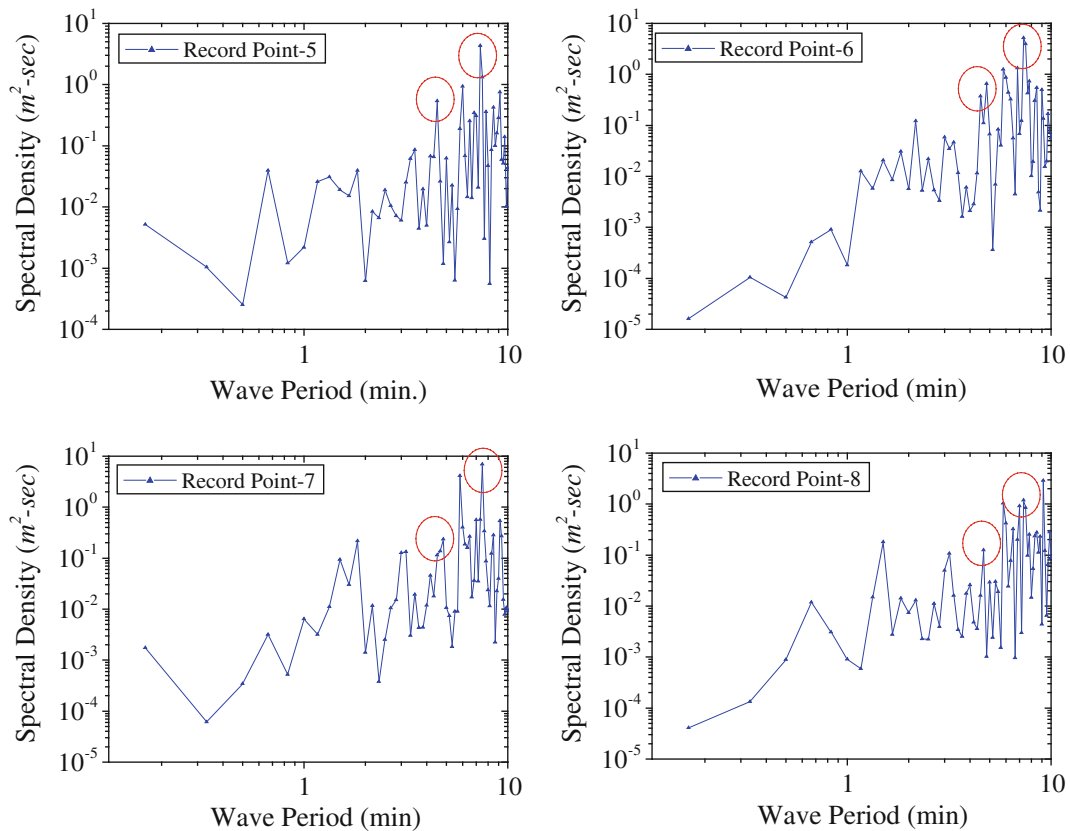 10^1
10^0
10^-1
10^-2
10^-3
10^-4
Spectral Density (m^2-sec)
Record Point-5
1
10
Wave Period (min.)
10^1
10^0
10^-1
10^-2
10^-3
10^-4
10^-5
Spectral Density (m^2-sec)
Record Point-6
1
10
Wave Period (min)
10^1
10^0
10^-1
10^-2
10^-3
10^-4
10^-5
Spectral Density (m^2-sec)
Record Point-7
1
10
Wave Period (min)
10^1
10^0
10^-1
10^-2
10^-3
10^-4
10^-5
Spectral Density (m^2-sec)
Record Point-8
1
10
Wave Period (min)